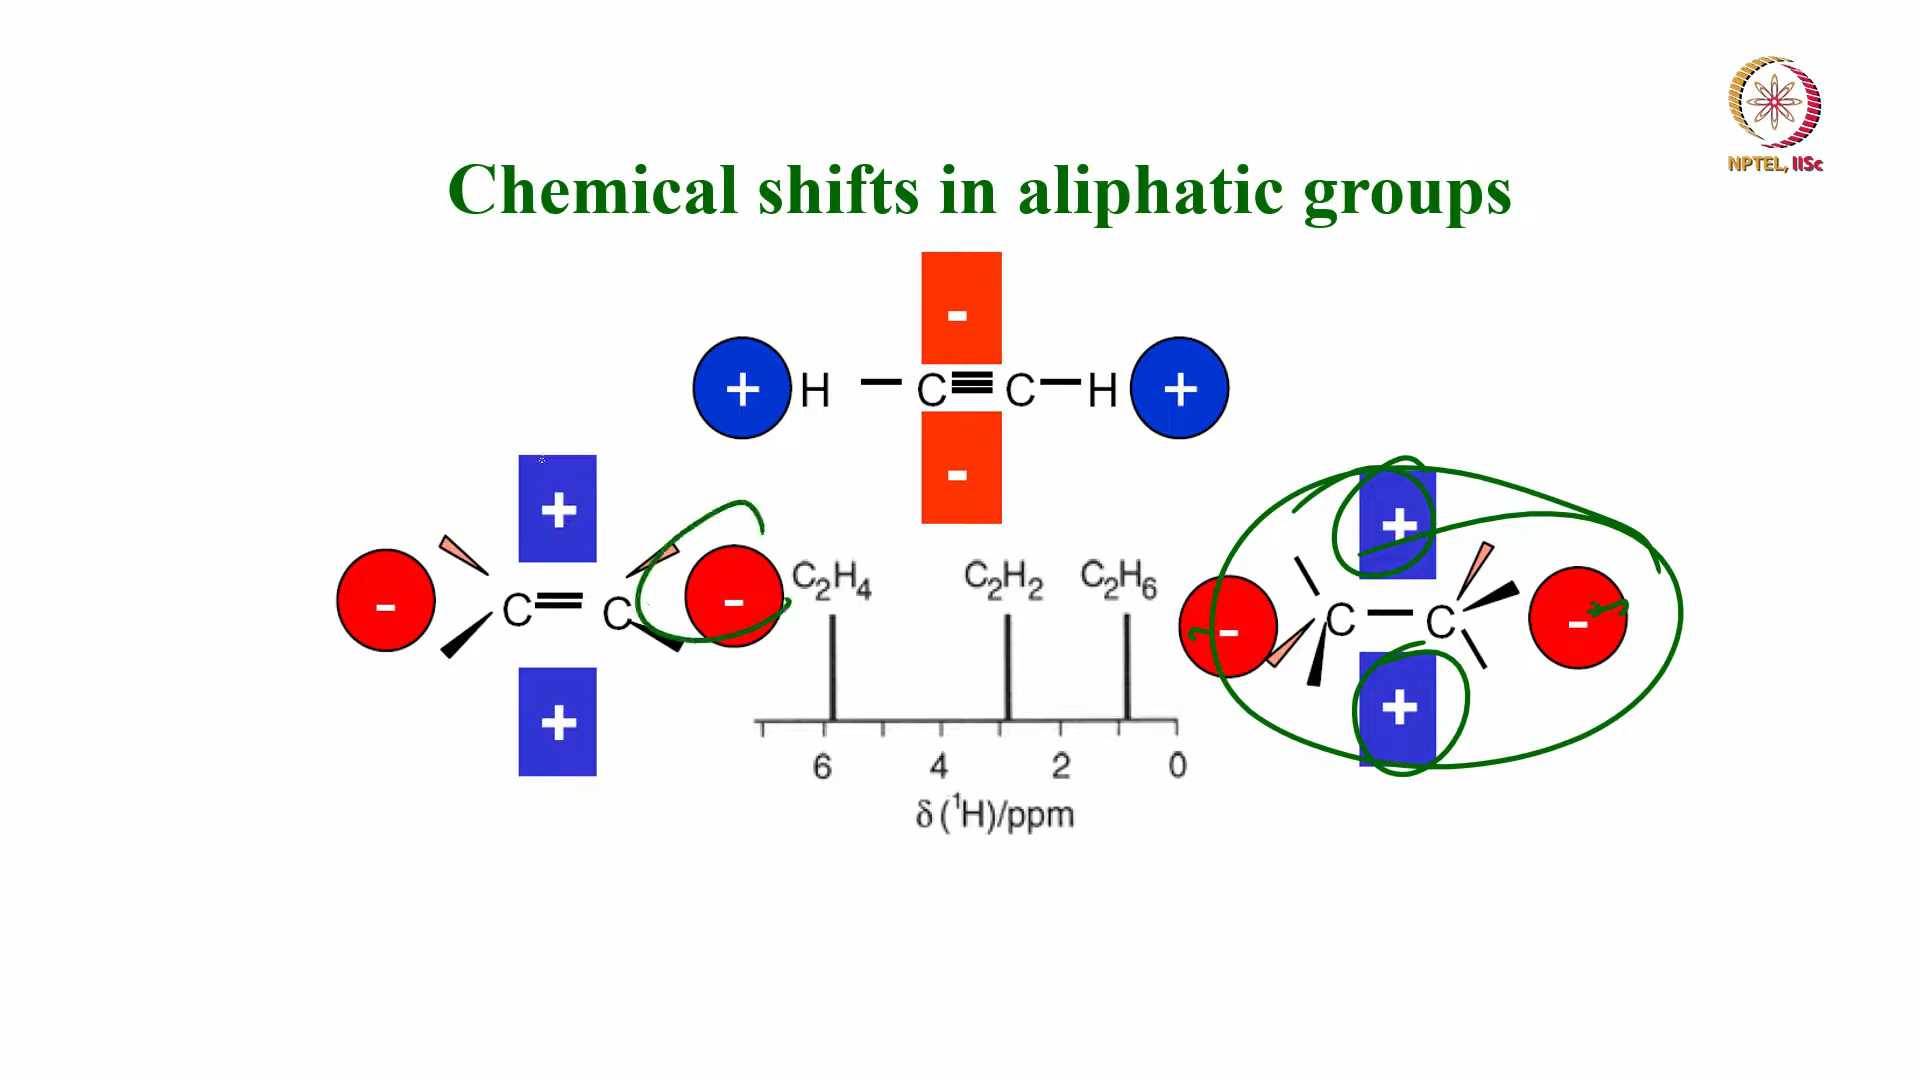 NPTEL, IISc
Chemical shifts in aliphatic groups
-
+ H — C ≡ C — H +
-
+
+
- C = C -
C2H4 C2H2 C2H6
- C — C -
+
+
6 4 2 0
δ (¹H)/ppm